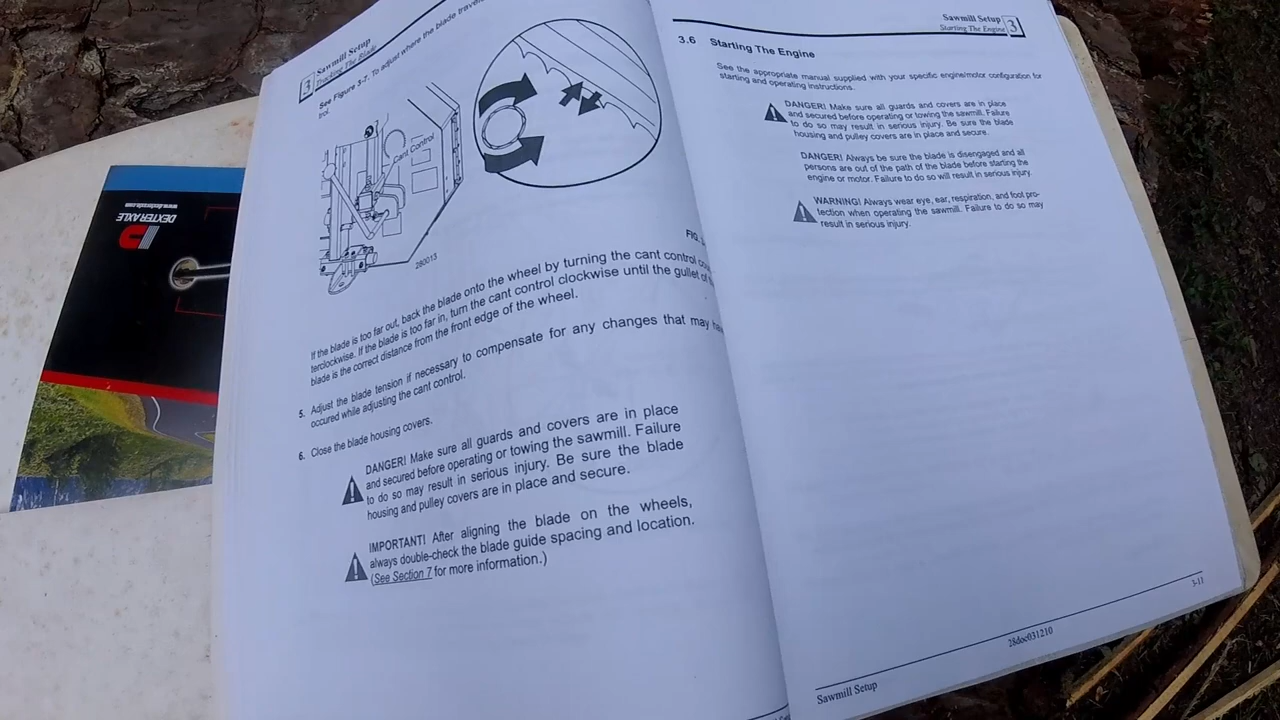 3
Sawmill Setup
Tracking The Blade
See Figure 3-7. To adjust where the blade travels
trol.
Cant Control
280013
FIG.
If the blade is too far out, back the blade onto the wheel by turning the cant control
terclockwise. If the blade is too far in, turn the cant control clockwise until the gullet of
blade is the correct distance from the front edge of the wheel.
5. Adjust the blade tension if necessary to compensate for any changes that may
occured while adjusting the cant control.
6. Close the blade housing covers.
DANGER! Make sure all guards and covers are in place
and secured before operating or towing the sawmill. Failure
to do so may result in serious injury. Be sure the blade
housing and pulley covers are in place and secure.
IMPORTANT! After aligning the blade on the wheels,
always double-check the blade guide spacing and location.
(See Section 7 for more information.)
Sawmill Setup
Starting The Engine
3
3.6 Starting The Engine
See the appropriate manual supplied with your specific engine/motor configuration for
starting and operating instructions.
DANGER! Make sure all guards and covers are in place
and secured before operating or towing the sawmill. Failure
to do so may result in serious injury. Be sure the blade
housing and pulley covers are in place and secure.
DANGER! Always be sure the blade is disengaged and all
persons are out of the path of the blade before starting the
engine or motor. Failure to do so will result in serious injury.
WARNING! Always wear eye, ear, respiration, and foot pro-
tection when operating the sawmill. Failure to do so may
result in serious injury.
Sawmill Setup
28doc031210
3-11
DEXTER AXLE
www.dexteraxle.com